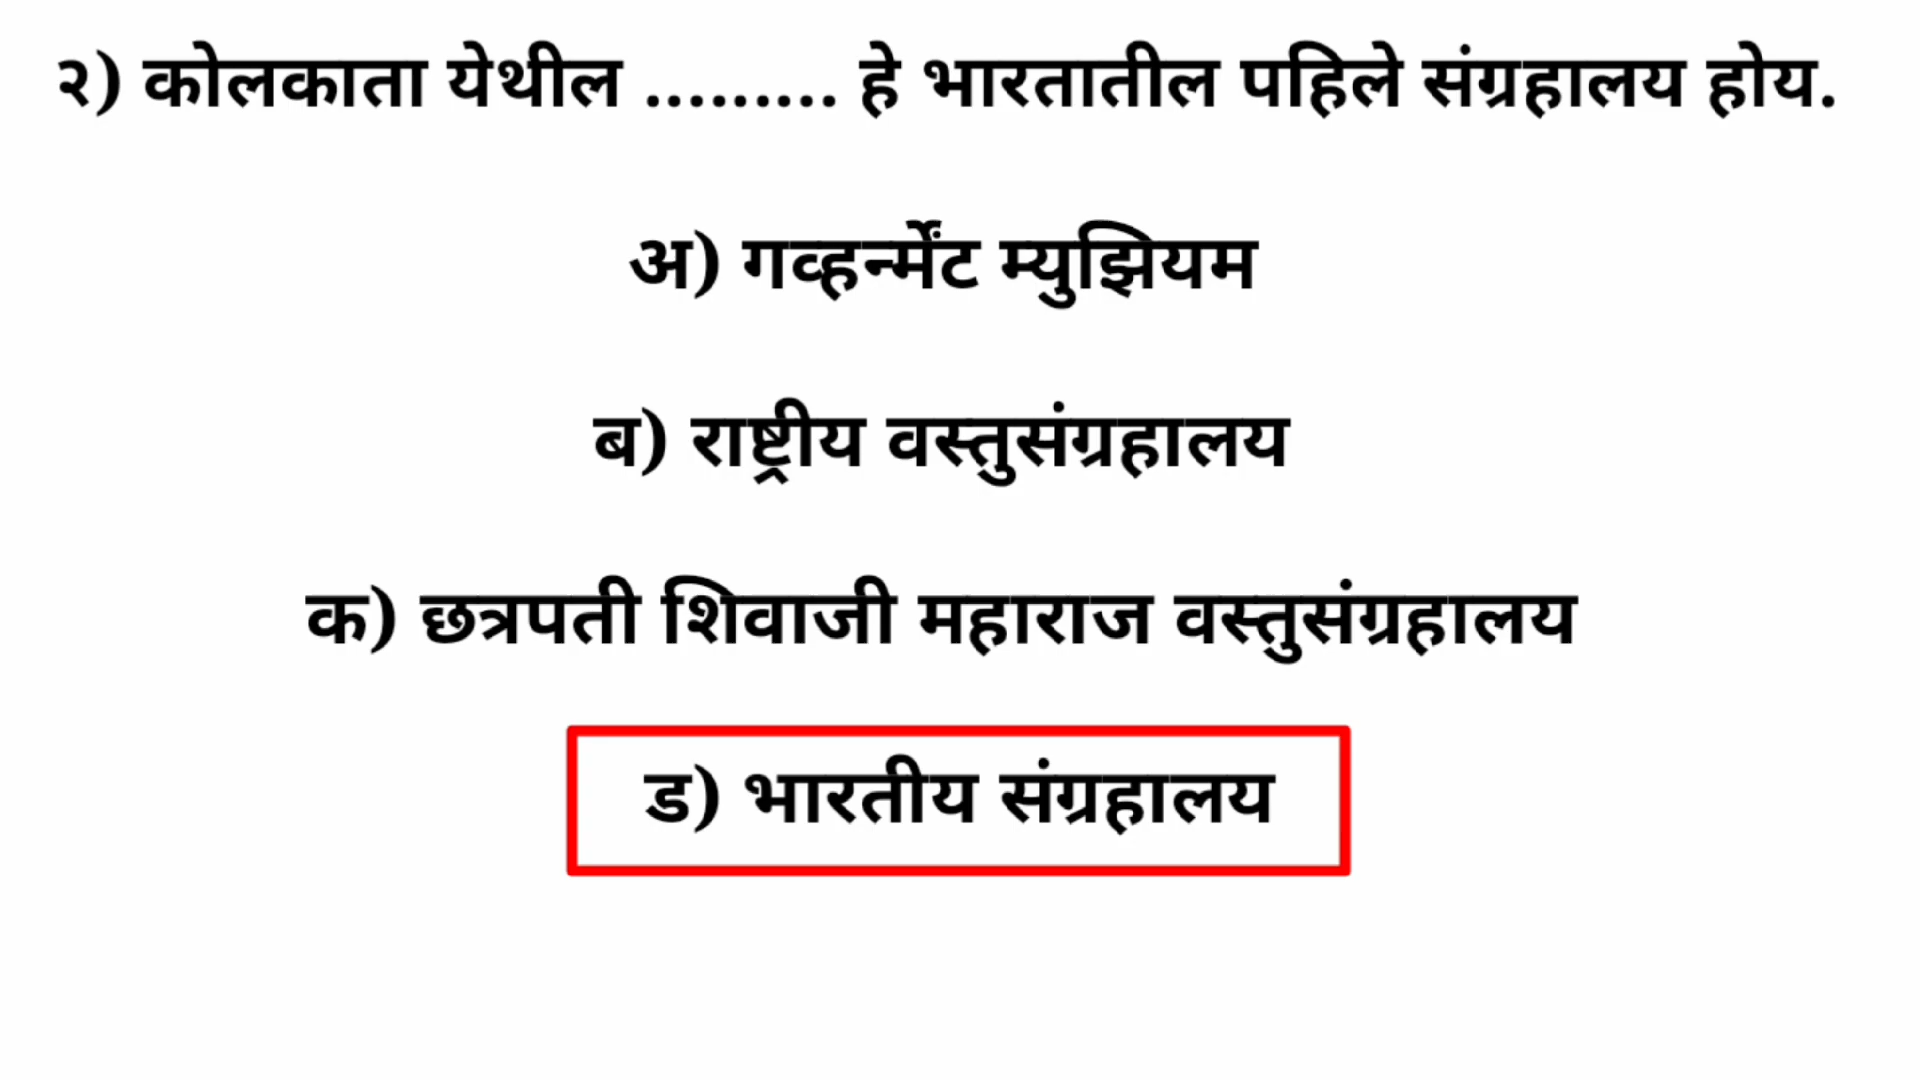 २) कोलकाता येथील ......... हे भारतातील पहिले संग्रहालय होय.
अ) गव्हर्न्मेंट म्युझियम
ब) राष्ट्रीय वस्तुसंग्रहालय
क) छत्रपती शिवाजी महाराज वस्तुसंग्रहालय
ड) भारतीय संग्रहालय